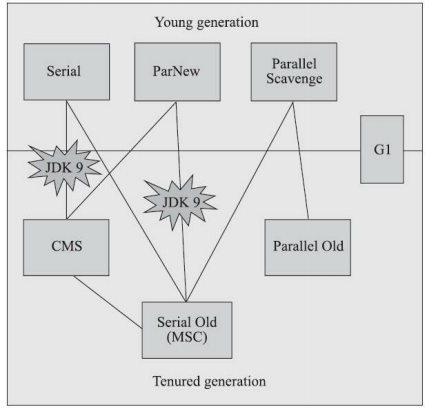 Young generation
Serial
ParNew
Parallel
Scavenge
G1
JDK 9
JDK 9
CMS
Parallel Old
Serial Old
(MSC)
Tenured generation